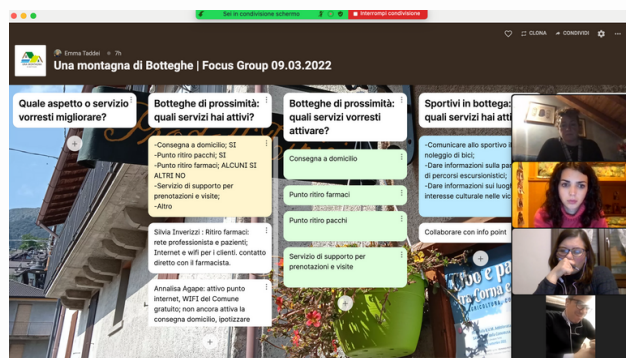 Sei in condivisione schermo
Interrompi condivisione
CLONA
CONDIVIDI
Emma Taddei
7h
Una montagna di Botteghe | Focus Group 09.03.2022
Quale aspetto o servizio
vorresti migliorare?
Botteghe di prossimità:
quali servizi hai attivi?
-Consegna a domicilio; SI
-Punto ritiro pacchi; SI
-Punto ritiro farmaci; ALCUNI SI
ALTRI NO
-Servizio di supporto per
prenotazioni e visite;
-Altro
Silvia Inverizzi : Ritiro farmaci:
rete professionista e pazienti;
Internet e wifi per i clienti. contatto
diretto con il farmacista.
Annalisa Agape: attivo punto
internet, WIFI del Comune
gratuito; non ancora attiva la
consegna domicilio, ipotizzare
Botteghe di prossimità:
quali servizi vorresti
attivare?
Consegna a domicilio
Punto ritiro farmaci
Punto ritiro pacchi
Servizio di supporto per
prenotazioni e visite
Sportivi in bottega:
quali servizi hai atti
-Comunicare allo sportivo il
noleggio di bici;
-Dare informazioni sulla
di percorsi escursionistici;
-Dare informazioni sui
interesse culturale nelle
Collaborare con info point